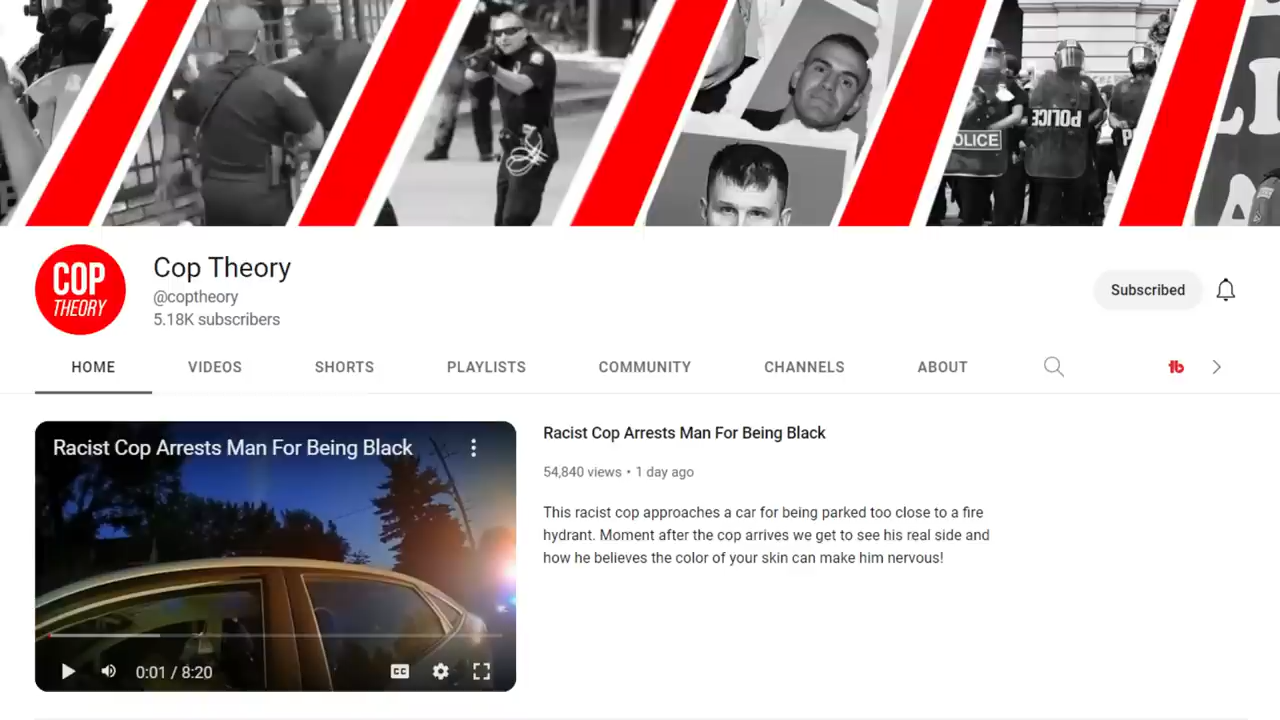 POLICE
POLICE
COP
THEORY
Cop Theory
@coptheory
5.18K subscribers
Subscribed
HOME
VIDEOS
SHORTS
PLAYLISTS
COMMUNITY
CHANNELS
ABOUT
tb
Racist Cop Arrests Man For Being Black
0:01 / 8:20
CC
Racist Cop Arrests Man For Being Black
54,840 views • 1 day ago
This racist cop approaches a car for being parked too close to a fire
hydrant. Moment after the cop arrives we get to see his real side and
how he believes the color of your skin can make him nervous!